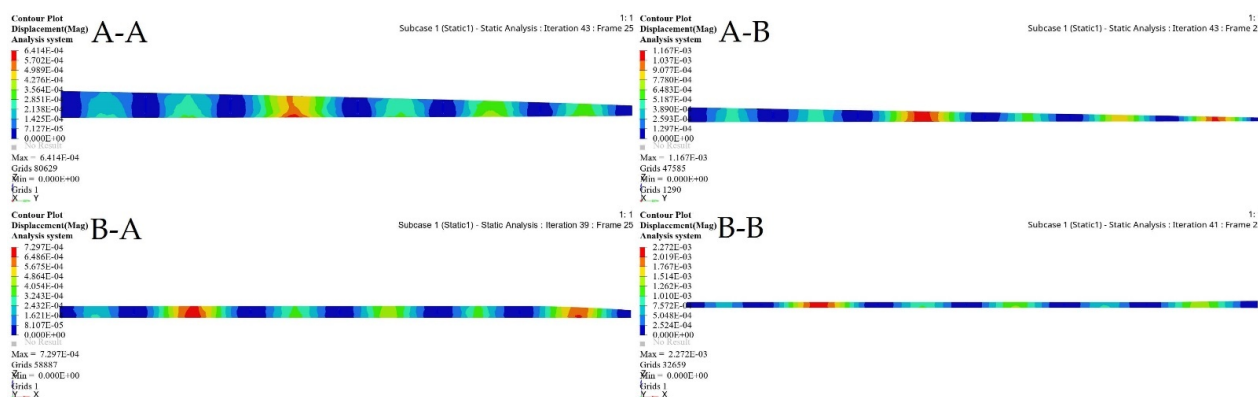 Contour Plot
Displacement(Mag)
Analysis system
A-A
1: 1
Subcase 1 (Static1) - Static Analysis : Iteration 43 : Frame 25
6.414E-04
5.702E-04
4.989E-04
4.276E-04
3.564E-04
2.851E-04
2.138E-04
1.425E-04
7.127E-05
0.000E+00
No Result
Max = 6.414E-04
Grids 80629
Min = 0.000E+00
Grids 1
Z
X Y
Contour Plot
Displacement(Mag)
Analysis system
A-B
1:
Subcase 1 (Static1) - Static Analysis : Iteration 43 : Frame 2
1.167E-03
1.037E-03
9.077E-04
7.780E-04
6.483E-04
5.187E-04
3.890E-04
2.593E-04
1.297E-04
0.000E+00
No Result
Max = 1.167E-03
Grids 47585
Min = 0.000E+00
Grids 1290
Z
X Y
Contour Plot
Displacement(Mag)
Analysis system
B-A
1: 1
Subcase 1 (Static1) - Static Analysis : Iteration 39 : Frame 25
7.297E-04
6.486E-04
5.675E-04
4.864E-04
4.054E-04
3.243E-04
2.432E-04
1.621E-04
8.107E-05
0.000E+00
No Result
Max = 7.297E-04
Grids 58887
Min = 0.000E+00
Grids 1
Z
Y X
Contour Plot
Displacement(Mag)
Analysis system
B-B
1:
Subcase 1 (Static1) - Static Analysis : Iteration 41 : Frame 2
2.272E-03
2.019E-03
1.767E-03
1.514E-03
1.262E-03
1.010E-03
7.572E-04
5.048E-04
2.524E-04
0.000E+00
No Result
Max = 2.272E-03
Grids 32659
Min = 0.000E+00
Grids 1
Z
Y X